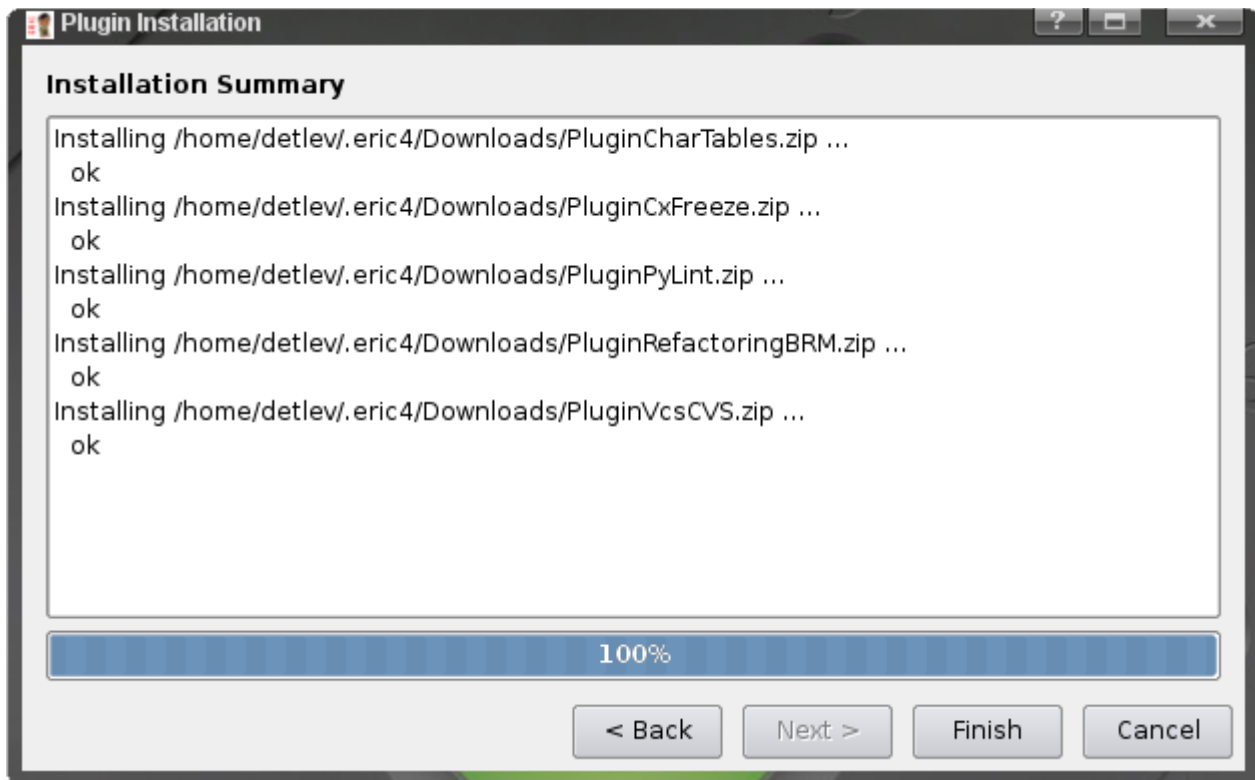 Plugin Installation
Installation Summary
Installing /home/detlev/.eric4/Downloads/PluginCharTables.zip ...
ok
Installing /home/detlev/.eric4/Downloads/PluginCxFreeze.zip ...
ok
Installing /home/detlev/.eric4/Downloads/PluginPyLint.zip ...
ok
Installing /home/detlev/.eric4/Downloads/PluginRefactoringBRM.zip ...
ok
Installing /home/detlev/.eric4/Downloads/PluginVcsCVS.zip ...
ok
100%
< Back Next > Finish Cancel